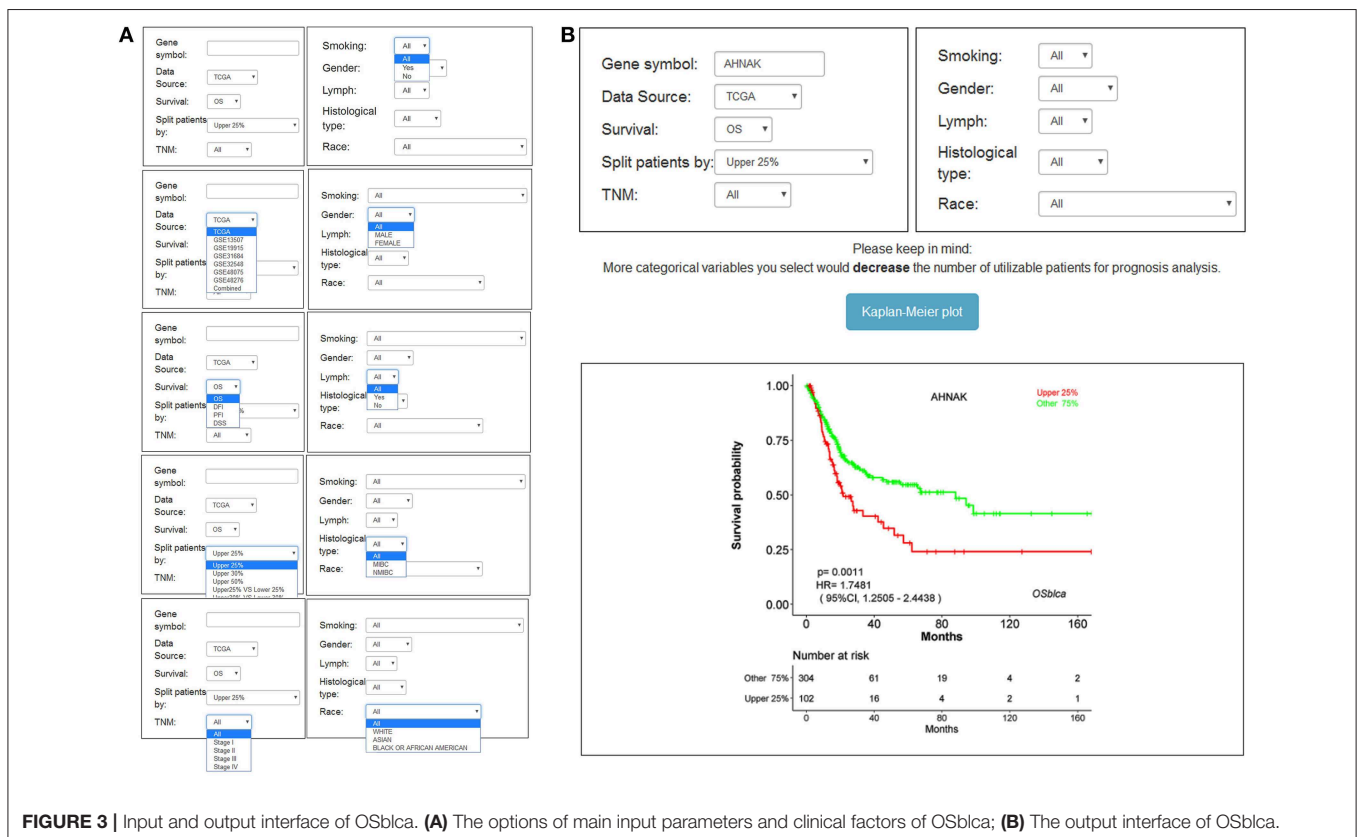 A
Gene symbol:
Data Source: TCGA
Survival: OS
Split patients by: Upper 25%
TNM: All
Smoking: All
All
Yes
No
Gender:
Lymph: All
Histological type: All
Race: All
Gene symbol:
Data Source: TCGA
TCGA
GSE13507
GSE19915
GSE31684
GSE32548
GSE48075
GSE48276
Combined
Survival:
Split patients by:
TNM:
Smoking: All
Gender: All
All
MALE
FEMALE
Lymph:
Histological type: All
Race: All
Gene symbol:
Data Source: TCGA
Survival: OS
OS
DFI
PFI
DSS
Split patients by:
TNM: All
Smoking: All
Gender: All
Lymph: All
All
Yes
No
Histological type:
Race: All
Gene symbol:
Data Source: TCGA
Survival: OS
Split patients by: Upper 25%
Upper 25%
Upper 30%
Upper 50%
Upper25% VS Lower 25%
TNM:
Smoking: All
Gender: All
Lymph: All
Histological type: All
All
MIBC
NMIBC
Race:
Gene symbol:
Data Source: TCGA
Survival: OS
Split patients by: Upper 25%
TNM: All
All
Stage I
Stage II
Stage III
Stage IV
Smoking: All
Gender: All
Lymph: All
Histological type: All
Race: All
All
WHITE
ASIAN
BLACK OR AFRICAN AMERICAN
B
Gene symbol: AHNAK
Data Source: TCGA
Survival: OS
Split patients by: Upper 25%
TNM: All
Smoking: All
Gender: All
Lymph: All
Histological type: All
Race: All
Please keep in mind:
More categorical variables you select would decrease the number of utilizable patients for prognosis analysis.
Kaplan-Meier plot
AHNAK
Upper 25%
Other 75%
Survival probability
1.00
0.75
0.50
0.25
0.00
p= 0.0011
HR= 1.7481
( 95%CI, 1.2505 - 2.4438 )
OSblca
0 40 80 120 160
Months
Number at risk
Other 75% 304 61 19 4 2
Upper 25% 102 16 4 2 1
0 40 80 120 160
Months
FIGURE 3 | Input and output interface of OSblca. (A) The options of main input parameters and clinical factors of OSblca; (B) The output interface of OSblca.